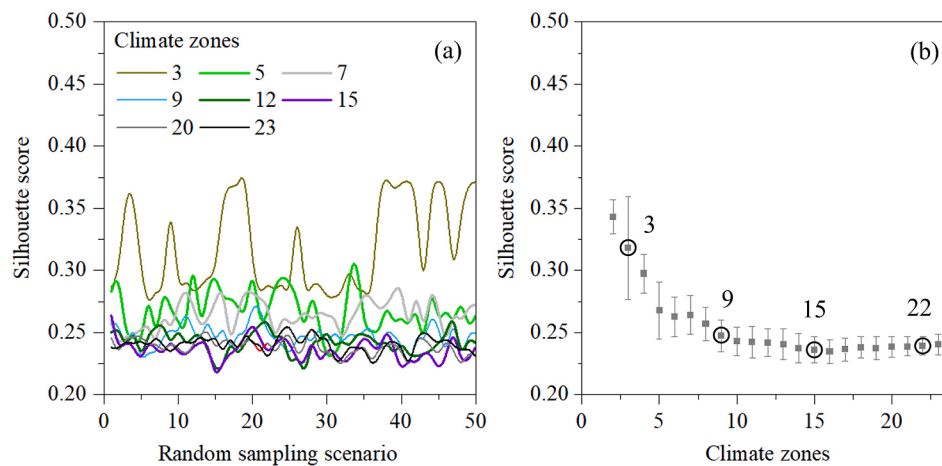 0.50
0.45
0.40
0.35
0.30
0.25
0.20
Silhouette score
Climate zones
(a)
3 5 7
9 12 15
20 23
0 10 20 30 40 50
Random sampling scenario
0.50
0.45
0.40
0.35
0.30
0.25
0.20
Silhouette score
(b)
3
9
15
22
0 5 10 15 20
Climate zones